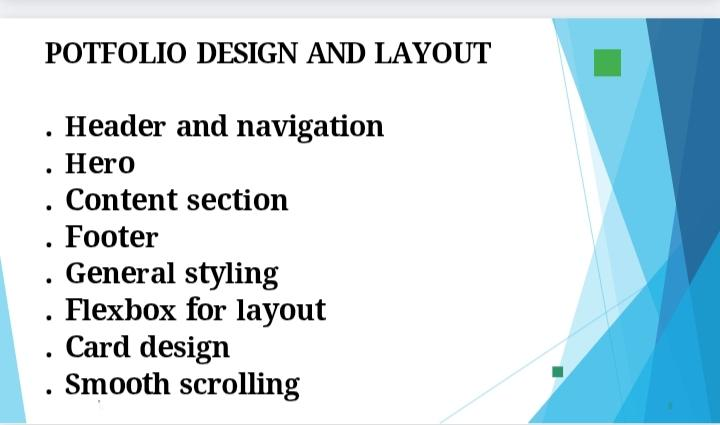 POTFOLIO DESIGN AND LAYOUT
. Header and navigation
. Hero
. Content section
. Footer
. General styling
. Flexbox for layout
. Card design
. Smooth scrolling